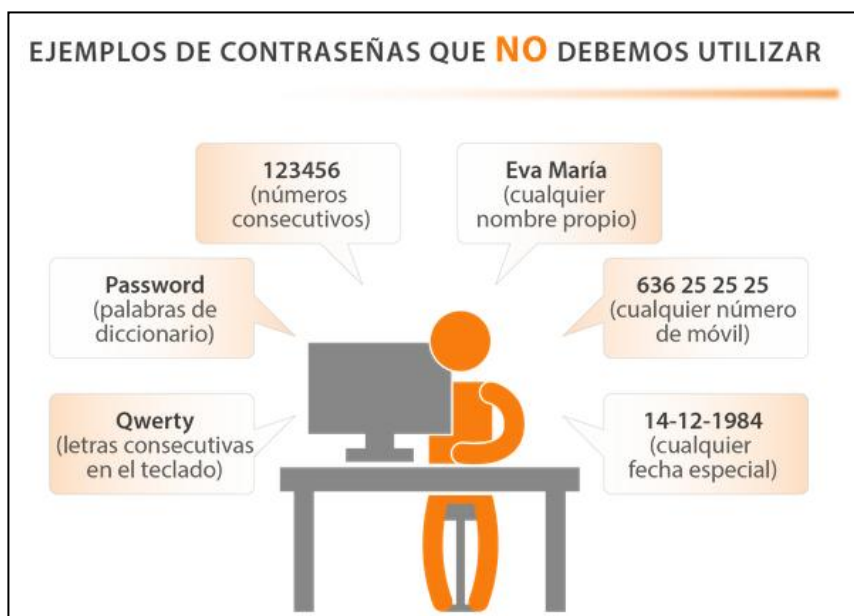 EJEMPLOS DE CONTRASEÑAS QUE NO DEBEMOS UTILIZAR
123456
(números
consecutivos)
Eva María
(cualquier
nombre propio)
Password
(palabras de
diccionario)
636 25 25 25
(cualquier número
de móvil)
Qwerty
(letras consecutivas
en el teclado)
14-12-1984
(cualquier
fecha especial)